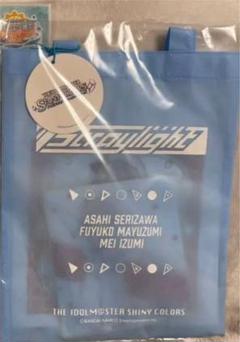 Straylight
ASAHI SERIZAWA
FUYUKO MAYUZUMI
MEI IZUMI
THE IDOLM@STER SHINY COLORS